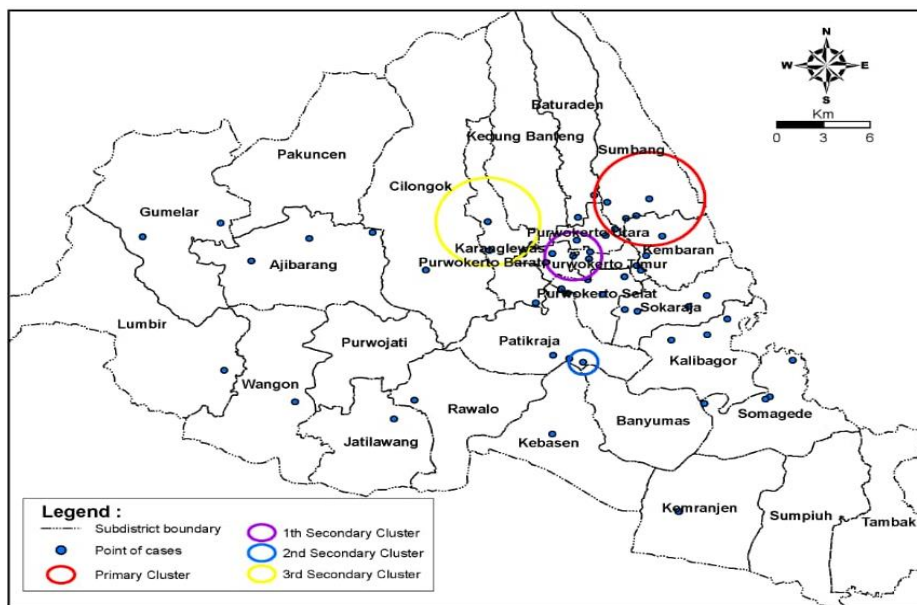 N
W E
S
Km
0 3 6
Baturaden
Kedung Banteng
Sumbang
Pakuncen
Cilongok
Gumelar
Purwokerto Utara
Karanglewas
Kembaran
Ajibarang
Purwokerto Barat
Purwokerto Timur
Purwokerto Selat
Sokaraja
Lumbir
Purwojati
Patikraja
Kalibagor
Wangon
Rawalo
Banyumas
Somagede
Jatilawang
Kebasen
Kemranjen
Sumpiuh
Tambak
Legend :
Subdistrict boundary
Point of cases
Primary Cluster
1th Secondary Cluster
2nd Secondary Cluster
3rd Secondary Cluster